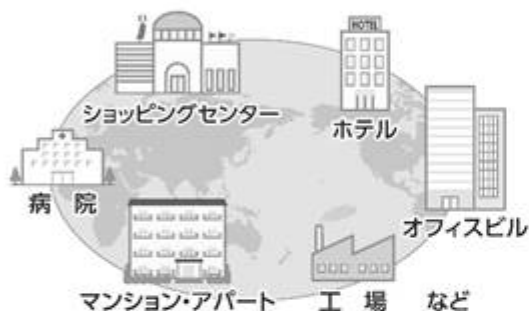 HOTEL
ショッピングセンター
ホテル
病 院
オフィスビル
マンション・アパート
工 場 など